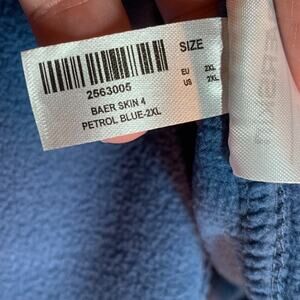 SIZE
EU 2XL
US 2XL
2563005
BAER SKIN 4
PETROL BLUE-2XL